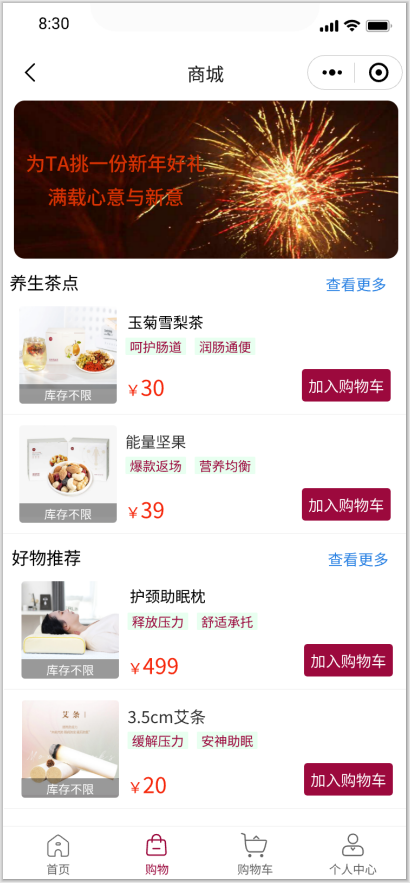 8:30
商城
为TA挑一份新年好礼
满载心意与新意
养生茶点
查看更多
玉菊雪梨茶
呵护肠道 润肠通便
库存不限
￥30
加入购物车
能量坚果
爆款返场 营养均衡
库存不限
￥39
加入购物车
好物推荐
查看更多
护颈助眠枕
释放压力 舒适承托
库存不限
￥499
加入购物车
艾条
3.5cm艾条
缓解压力 安神助眠
库存不限
￥20
加入购物车
首页
购物
购物车
个人中心